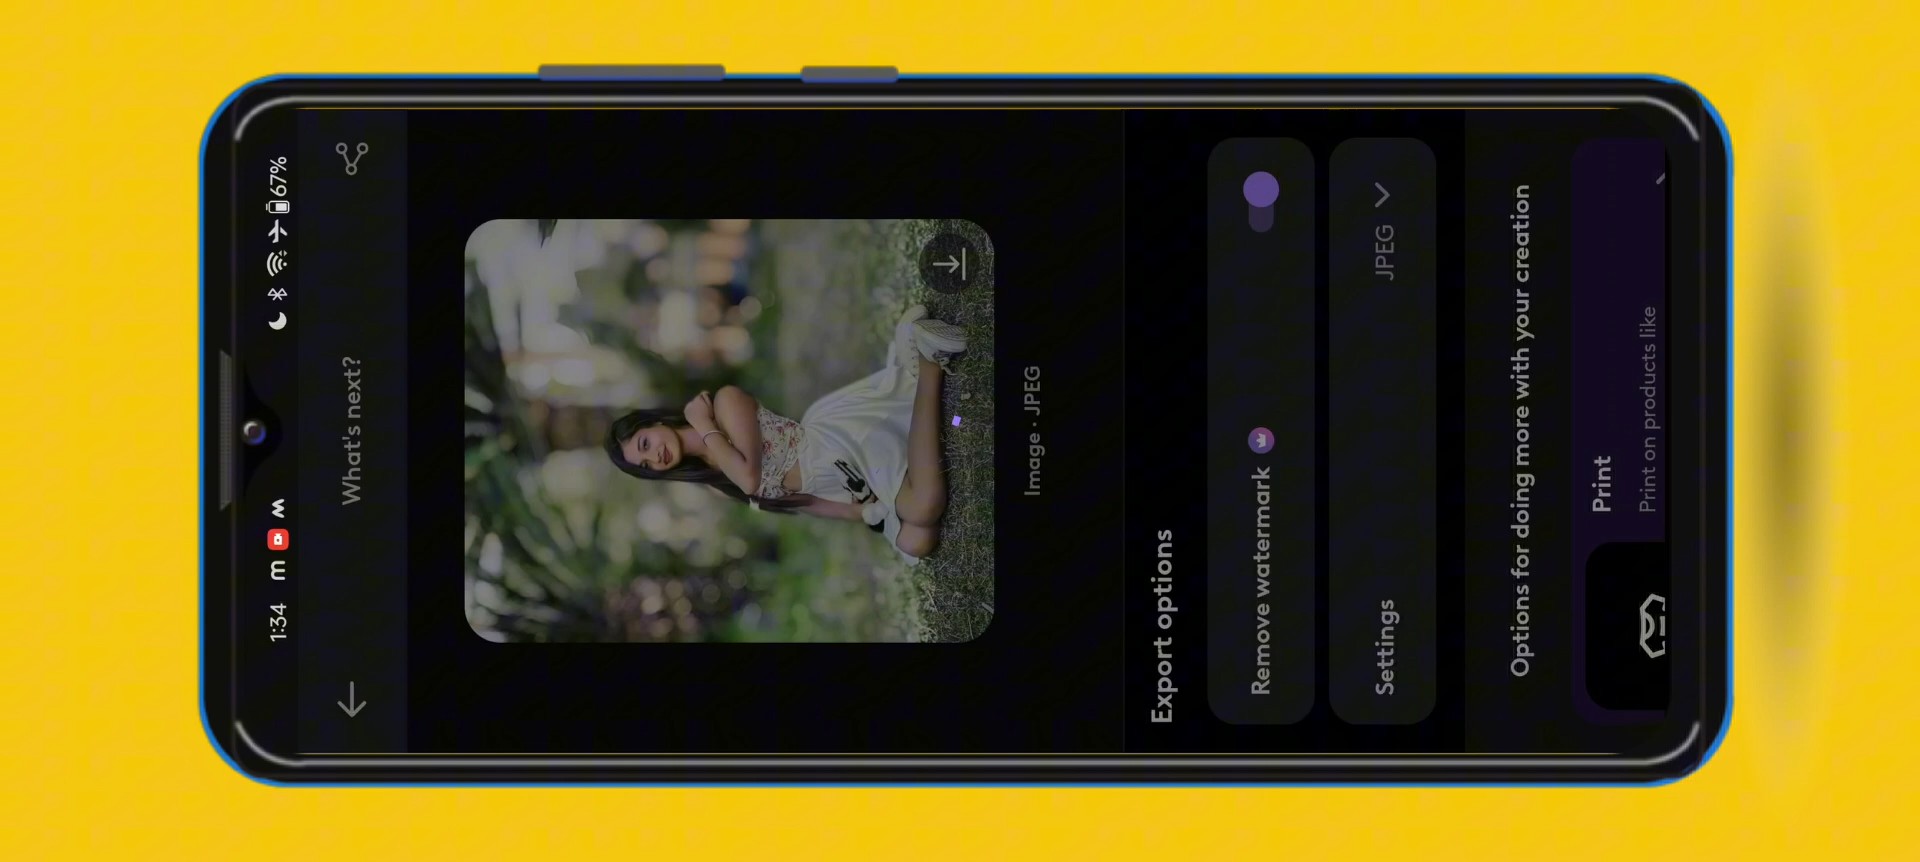 1:34 m 67%
What's next?
Image · JPEG
Export options
Remove watermark
Settings JPEG
Options for doing more with your creation
Print
Print on products like